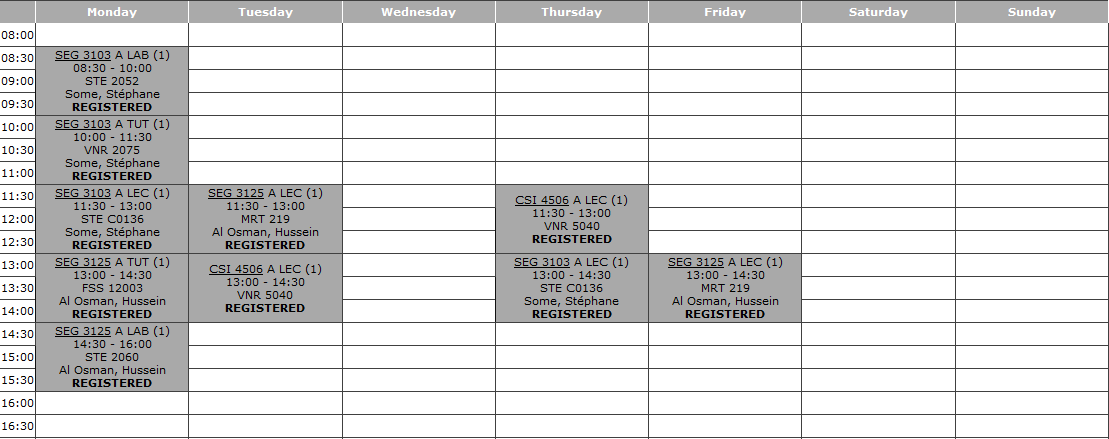 Monday Tuesday Wednesday Thursday Friday Saturday Sunday
08:00
08:30
09:00
09:30
10:00
10:30
11:00
11:30
12:00
12:30
13:00
13:30
14:00
14:30
15:00
15:30
16:00
16:30
SEG 3103 A LAB (1)
08:30 - 10:00
STE 2052
Some, Stéphane
REGISTERED
SEG 3103 A TUT (1)
10:00 - 11:30
VNR 2075
Some, Stéphane
REGISTERED
SEG 3103 A LEC (1)
11:30 - 13:00
STE C0136
Some, Stéphane
REGISTERED
SEG 3125 A TUT (1)
13:00 - 14:30
FSS 12003
Al Osman, Hussein
REGISTERED
SEG 3125 A LAB (1)
14:30 - 16:00
STE 2060
Al Osman, Hussein
REGISTERED
SEG 3125 A LEC (1)
11:30 - 13:00
MRT 219
Al Osman, Hussein
REGISTERED
CSI 4506 A LEC (1)
13:00 - 14:30
VNR 5040
REGISTERED
CSI 4506 A LEC (1)
11:30 - 13:00
VNR 5040
REGISTERED
SEG 3103 A LEC (1)
13:00 - 14:30
STE C0136
Some, Stéphane
REGISTERED
SEG 3125 A LEC (1)
13:00 - 14:30
MRT 219
Al Osman, Hussein
REGISTERED